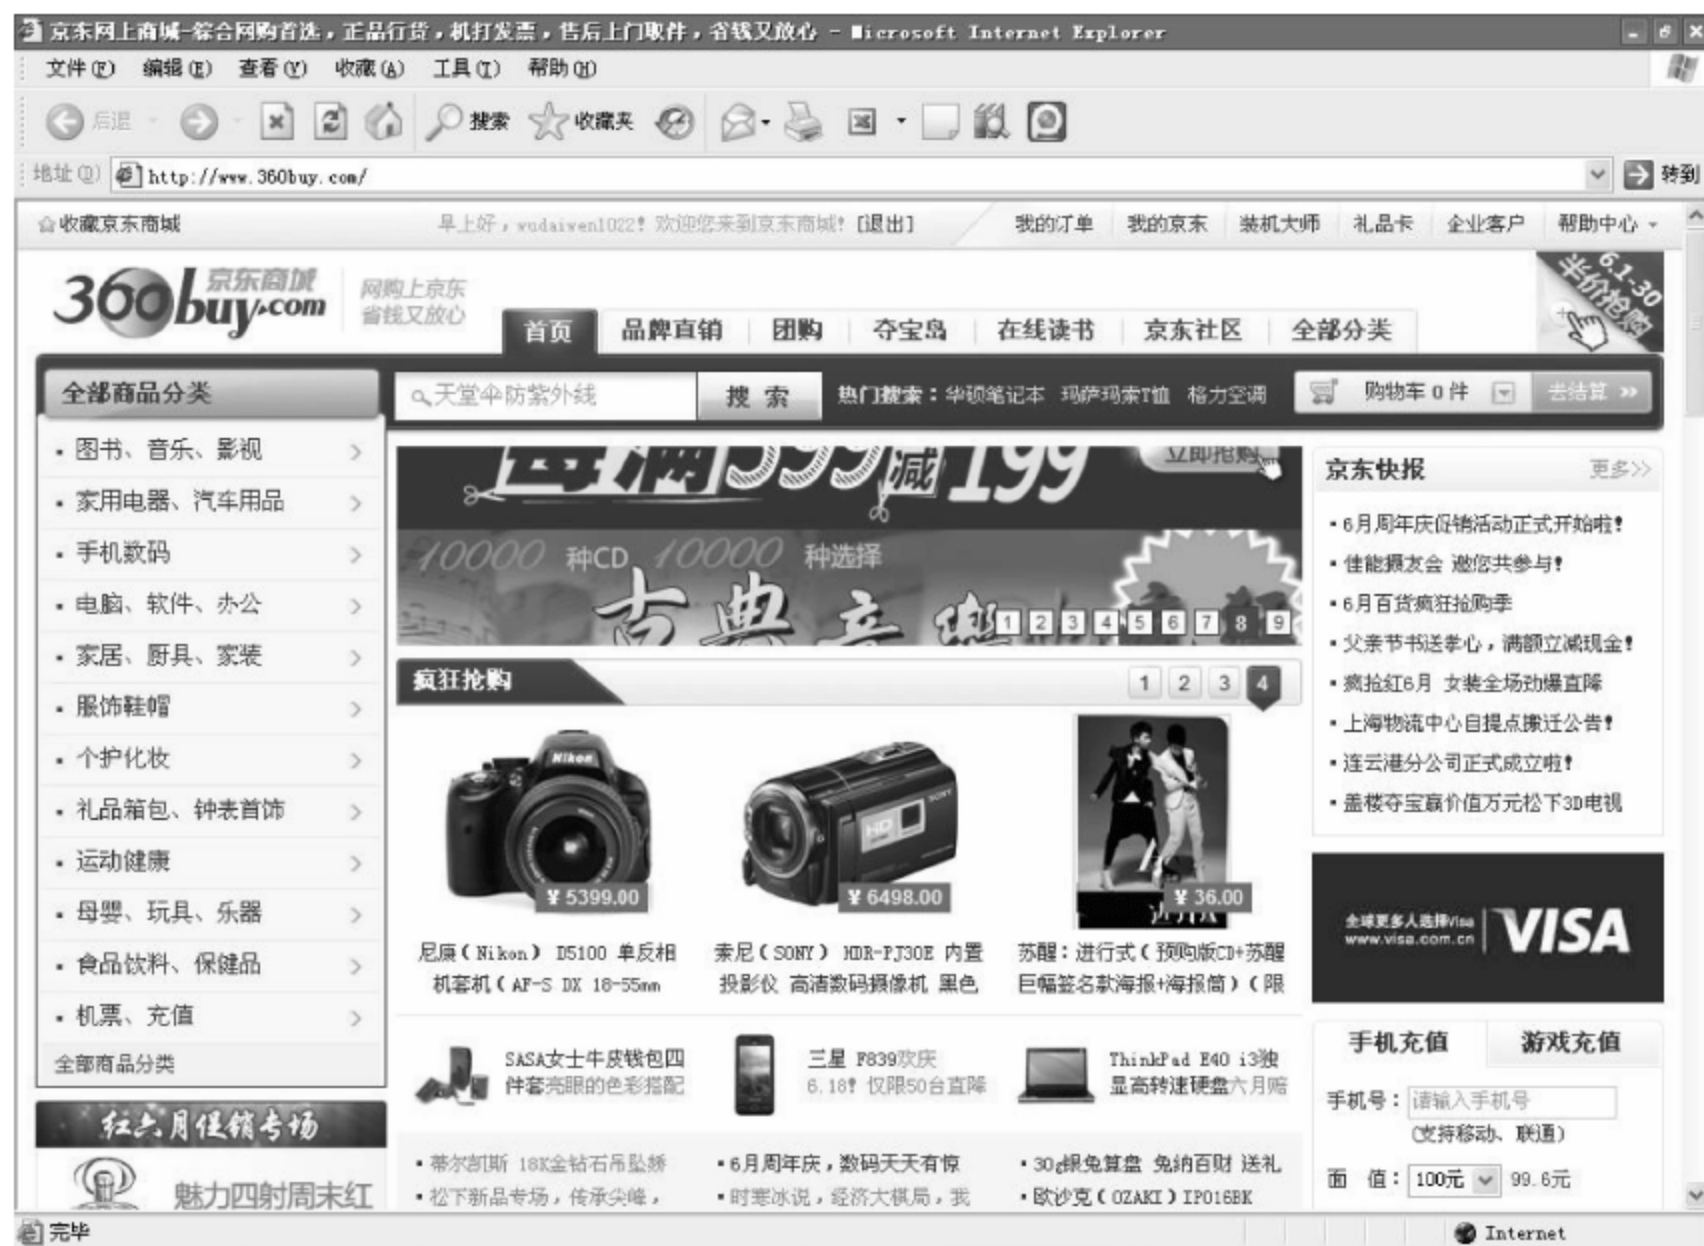 京东网上商城-综合网购首选，正品行货，机打发票，售后上门取件，省钱又放心 - Microsoft Internet Explorer
文件(F) 编辑(E) 查看(V) 收藏(A) 工具(T) 帮助(H)
后退 搜索 收藏夹
地址(D) http://www.360buy.com/ 转到
收藏京东商城 早上好，wudaiwen1022！欢迎您来到京东商城！[退出] 我的订单 我的京东 装机大师 礼品卡 企业客户 帮助中心
360buy.com 京东商城 网购上京东
省钱又放心
6.1-30
半价抢购
首页 品牌直销 团购 夺宝岛 在线读书 京东社区 全部分类
全部商品分类 天堂伞防紫外线 搜 索 热门搜索：华硕笔记本 玛萨玛索T恤 格力空调 购物车 0 件 去结算 >>
图书、音乐、影视
家用电器、汽车用品
手机数码
电脑、软件、办公
家居、厨具、家装
服饰鞋帽
个护化妆
礼品箱包、钟表首饰
运动健康
母婴、玩具、乐器
食品饮料、保健品
机票、充值
全部商品分类
红六月促销专场
魅力四射周末红
每满399减199 立即抢购
10000 种CD 10000 种选择
古典音樂
1 2 3 4 5 6 7 8 9
疯狂抢购 1 2 3 4
Nikon
SONY
HD
¥ 5399.00 ¥ 6498.00 ¥ 36.00
尼康（Nikon） D5100 单反相
机套机（AF-S DX 18-55mm
索尼（SONY） HDR-PJ30E 内置
投影仪 高清数码摄像机 黑色
苏醒：进行式（预购版CD+苏醒
巨幅签名款海报+海报筒）（限
SASA女士牛皮钱包四
件套亮眼的色彩搭配
三星 F839欢庆
6.18！仅限50台直降
ThinkPad E40 i3独
显高转速硬盘六月赔
蒂尔凯斯 18K金钻石吊坠娇
松下新品专场，传承尖峰，
6月周年庆，数码天天有惊
时寒冰说，经济大棋局，我
30g银兔算盘 兔纳百财 送礼
欧沙克（OZAKI）IP016BK
京东快报 更多>>
6月周年庆促销活动正式开始啦！
佳能摄友会 邀您共参与！
6月百货疯狂抢购季
父亲节书送孝心，满额立减现金！
疯抢红6月 女装全场劲爆直降
上海物流中心自提点搬迁公告！
连云港分公司正式成立啦！
盖楼夺宝赢价值万元松下3D电视
全球更多人选择Visa
www.visa.com.cn
VISA
手机充值 游戏充值
手机号： 请输入手机号
(支持移动、联通)
面 值： 100元 99.6元
完毕 Internet